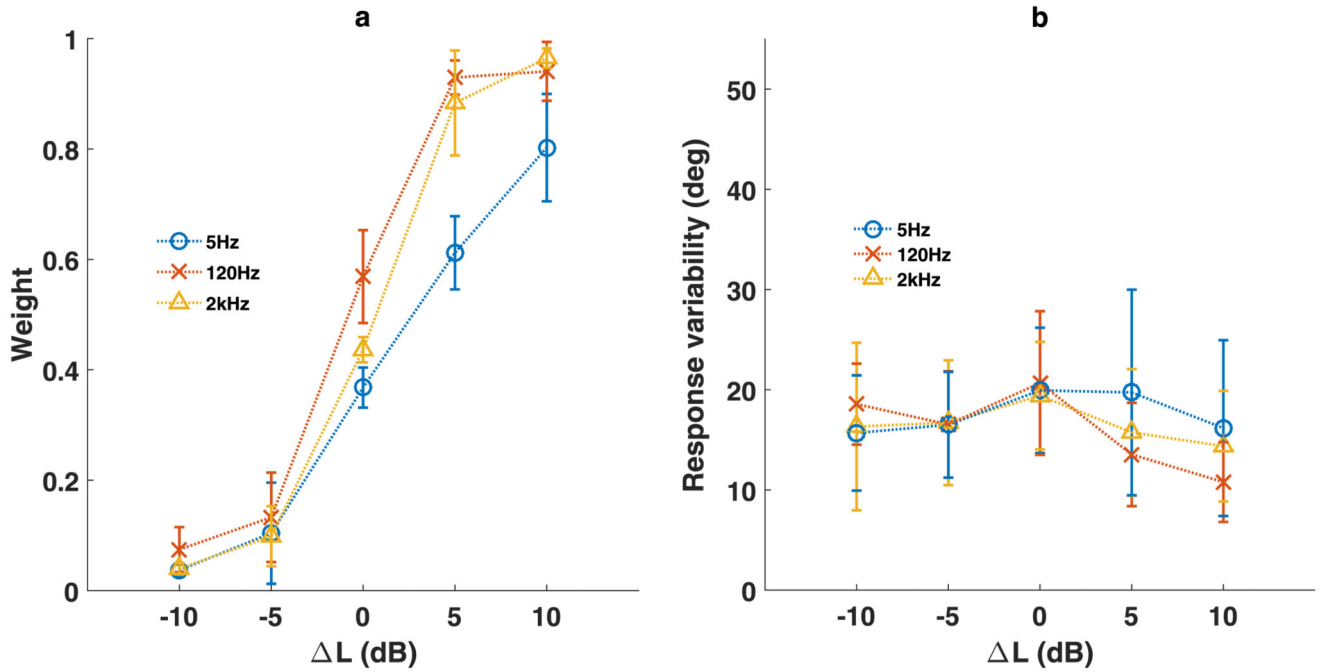 a
Weight
1
0.8
0.6
0.4
0.2
0
5Hz
120Hz
2kHz
-10 -5 0 5 10
ΔL (dB)
b
Response variability (deg)
50
40
30
20
10
0
5Hz
120Hz
2kHz
-10 -5 0 5 10
ΔL (dB)